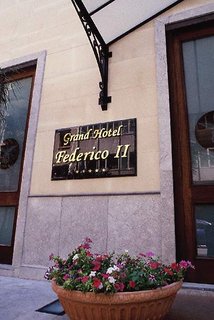 Grand Hotel
Federico II
★★★★★